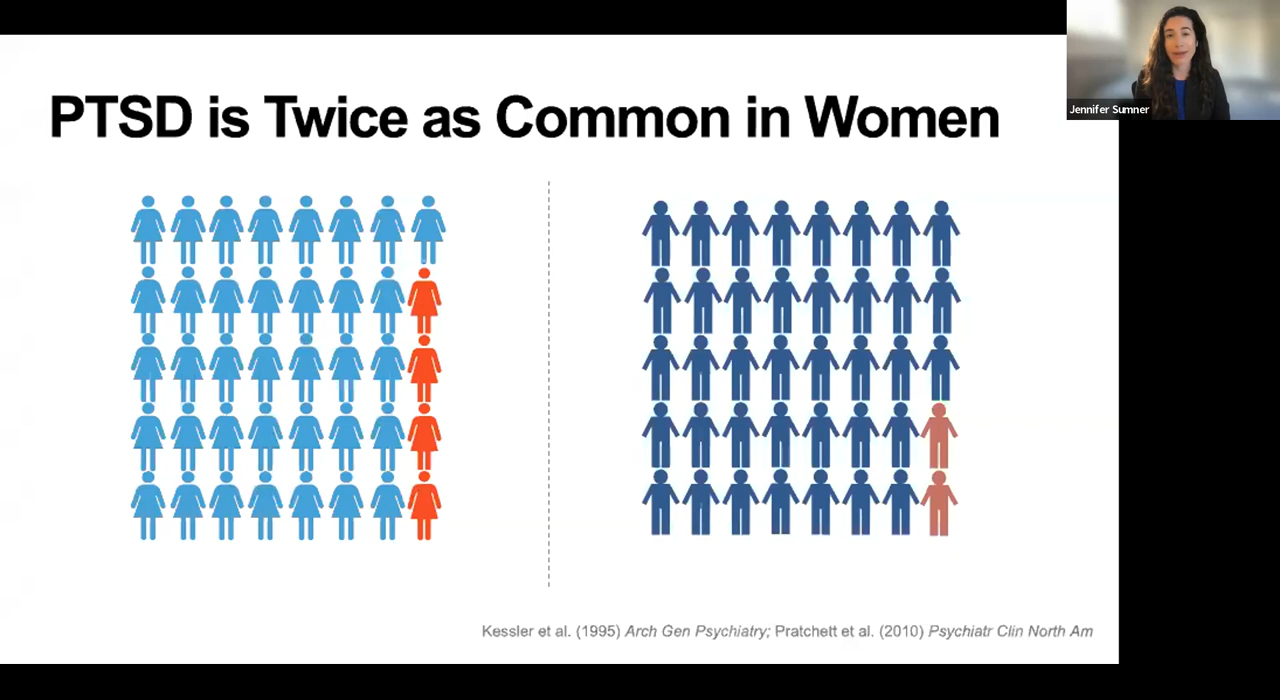 PTSD is Twice as Common in Women
Jennifer Sumner
Kessler et al. (1995) Arch Gen Psychiatry; Pratchett et al. (2010) Psychiatr Clin North Am